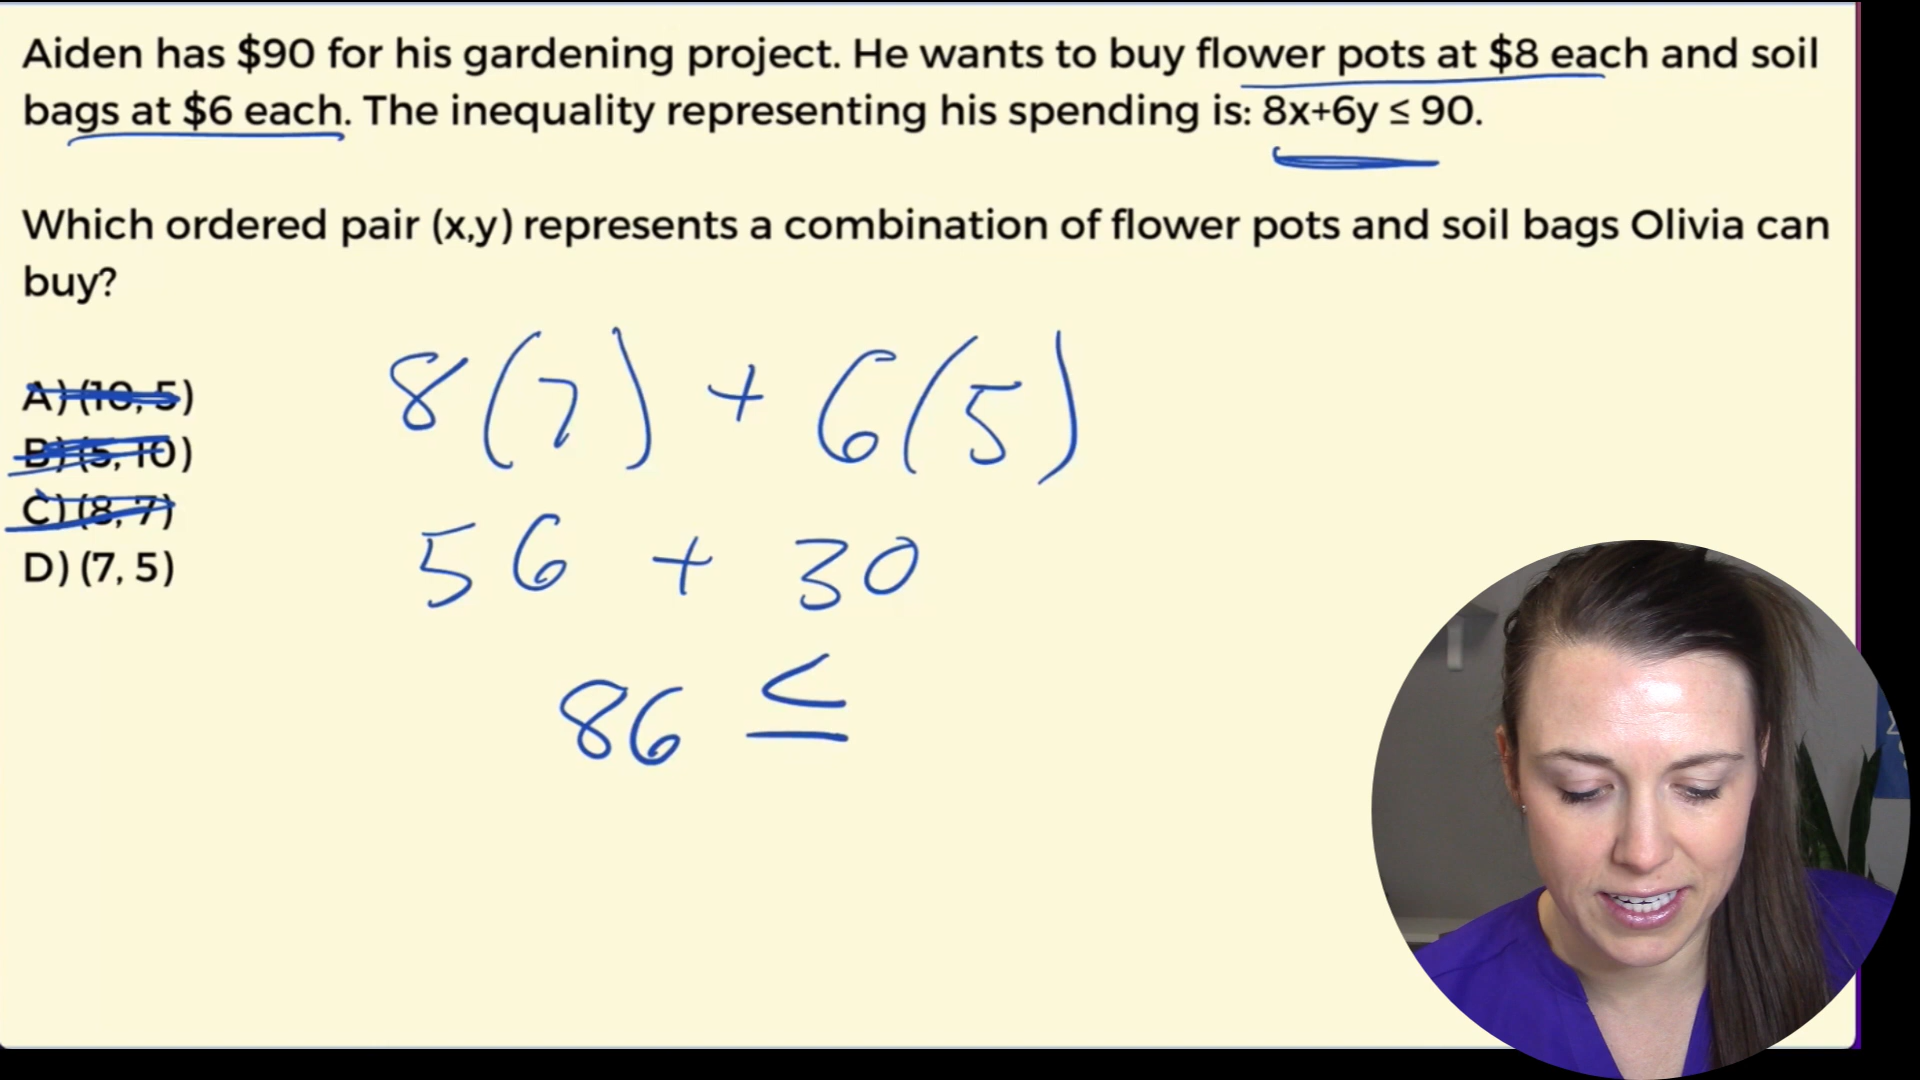 Aiden has $90 for his gardening project. He wants to buy flower pots at $8 each and soil
bags at $6 each. The inequality representing his spending is: 8x+6y ≤ 90.
Which ordered pair (x,y) represents a combination of flower pots and soil bags Olivia can
buy?
A) (10, 5)
B) (5, 10)
C) (8, 7)
D) (7, 5)
8(7) + 6(5)
56 + 30
86 ≤